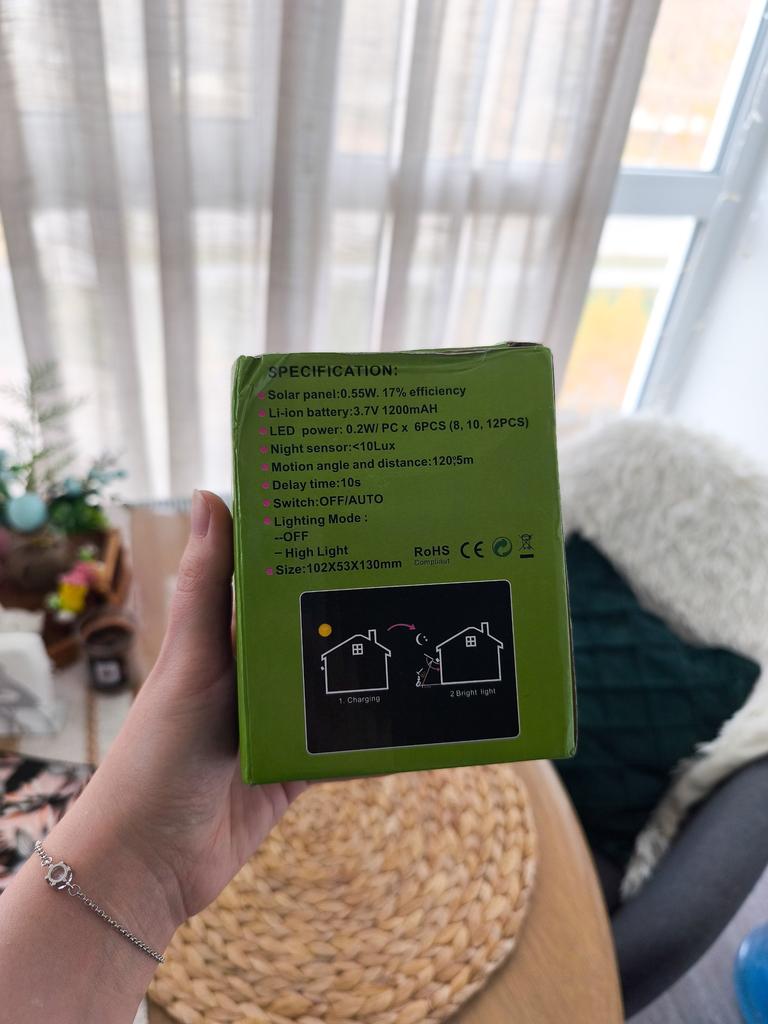 SPECIFICATION:
Solar panel:0.55W. 17% efficiency
Li-ion battery:3.7V 1200mAH
LED power: 0.2W/ PC x 6PCS (8, 10, 12PCS)
Night sensor:<10Lux
Motion angle and distance:120°,5m
Delay time:10s
Switch:OFF/AUTO
Lighting Mode :
--OFF
– High Light
Size:102X53X130mm
RoHS
Compliant
CE
1. Charging
2 Bright light